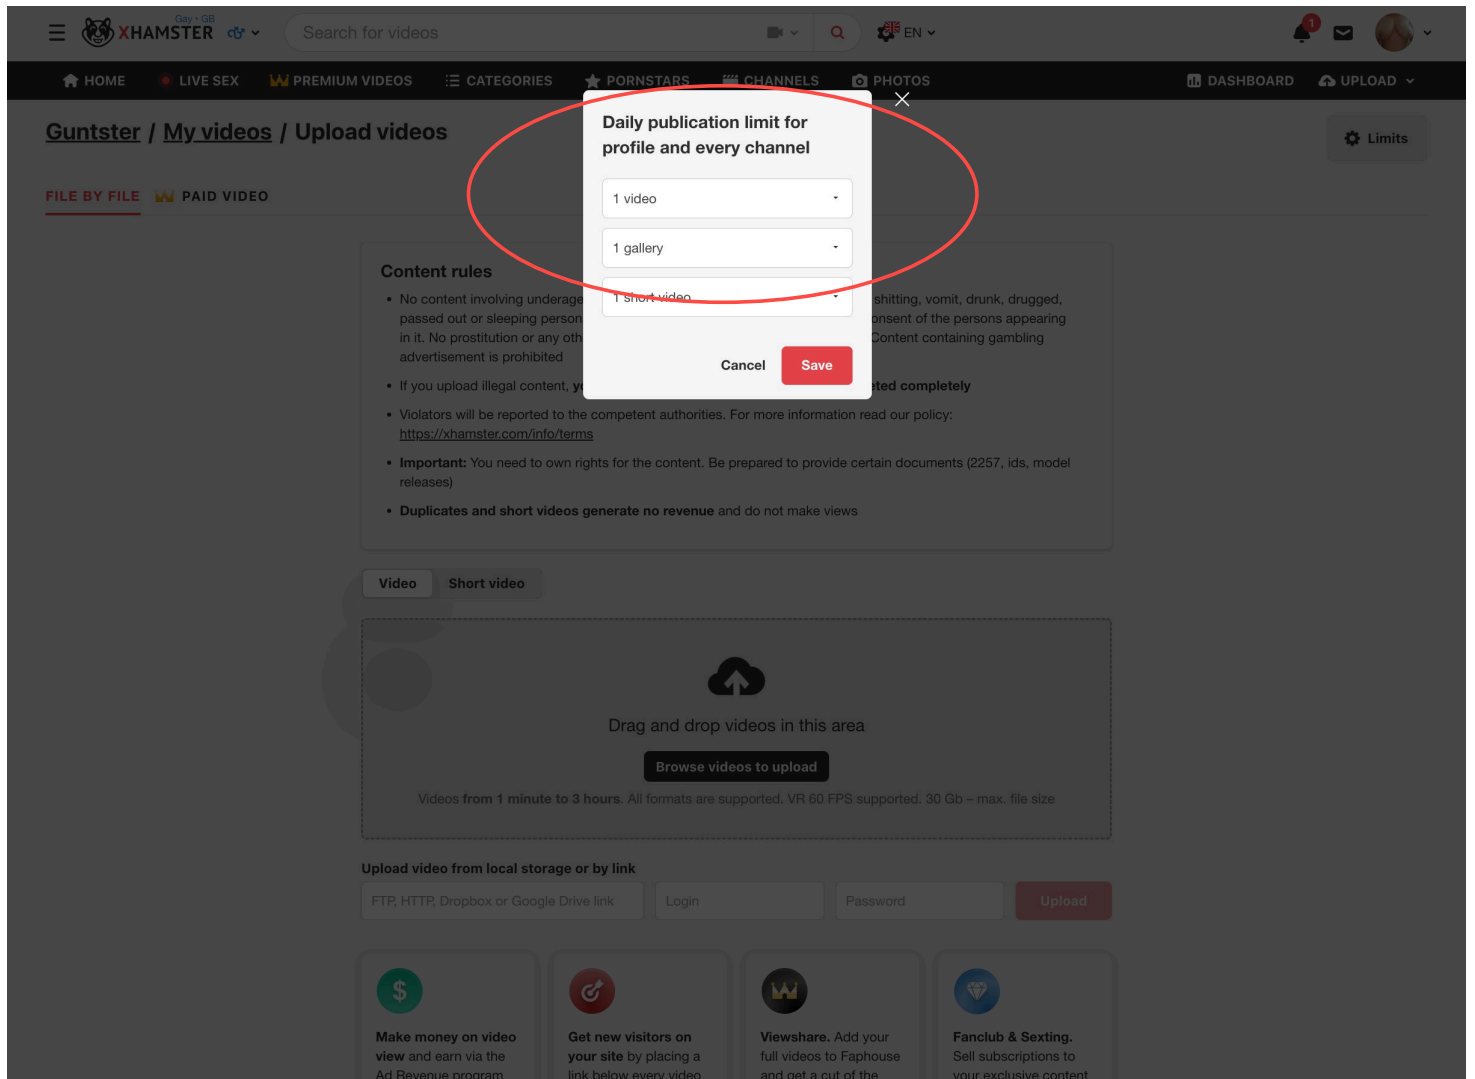 Gay • GB
XHAMSTER
Search for videos
EN
1
HOME
LIVE SEX
PREMIUM VIDEOS
CATEGORIES
PORNSTARS
CHANNELS
PHOTOS
DASHBOARD
UPLOAD
Guntster / My videos / Upload videos
Limits
FILE BY FILE
PAID VIDEO
Daily publication limit for
profile and every channel
1 video
1 gallery
1 short video
Cancel
Save
Content rules
• No content involving underage shitting, vomit, drunk, drugged,
passed out or sleeping person onsent of the persons appearing
in it. No prostitution or any oth Content containing gambling
advertisement is prohibited
• If you upload illegal content, yo eted completely
• Violators will be reported to the competent authorities. For more information read our policy:
https://xhamster.com/info/terms
• Important: You need to own rights for the content. Be prepared to provide certain documents (2257, ids, model
releases)
• Duplicates and short videos generate no revenue and do not make views
Video
Short video
Drag and drop videos in this area
Browse videos to upload
Videos from 1 minute to 3 hours. All formats are supported. VR 60 FPS supported. 30 Gb – max. file size
Upload video from local storage or by link
FTP, HTTP, Dropbox or Google Drive link
Login
Password
Upload
Make money on video
view and earn via the
Ad Revenue program
Get new visitors on
your site by placing a
link below every video
Viewshare. Add your
full videos to Faphouse
and get a cut of the
Fanclub & Sexting.
Sell subscriptions to
your exclusive content